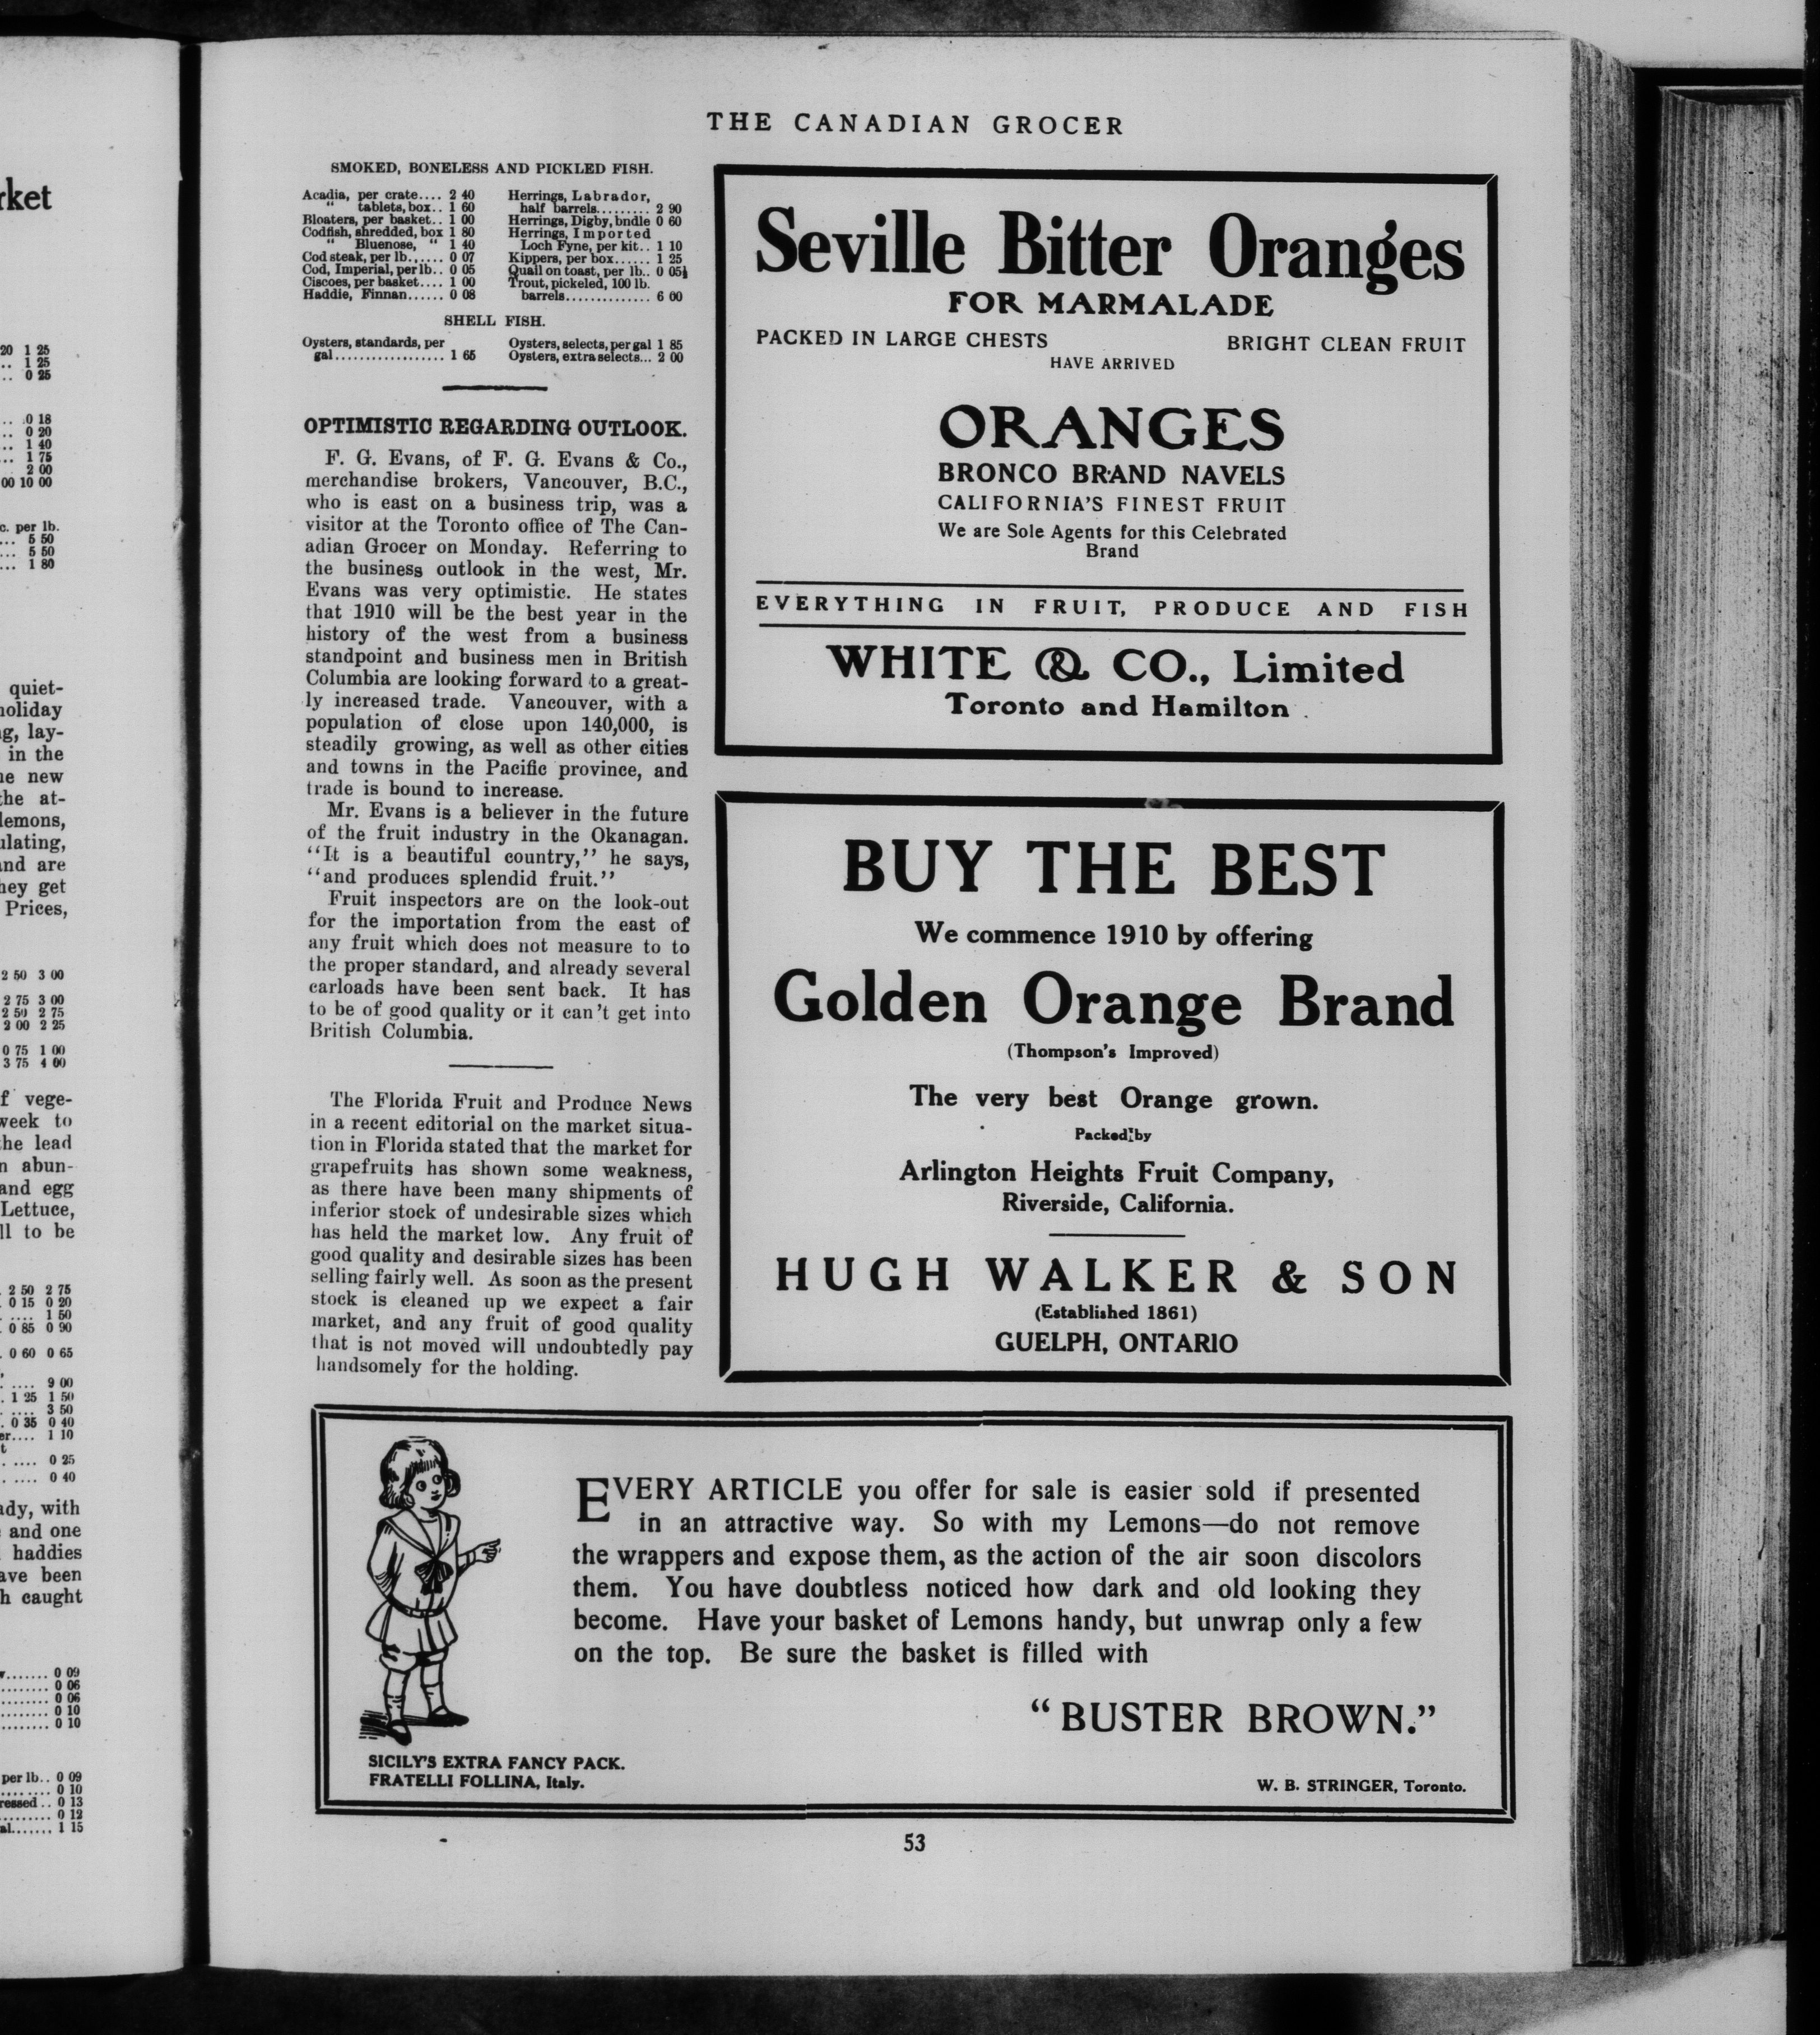 THE CANADIAN GROCER
SMOKED, BONELESS AND PICKLED FISH.
Acadia, per crate.... 2 40
" tablets, box.. 1 60
Bloaters, per basket.. 1 00
Codfish, shredded, box 1 80
" Bluenose, " 1 40
Cod steak, per lb...... 0 07
Cod, Imperial, per lb.. 0 05
Ciscoes, per basket.... 1 00
Haddie, Finnan...... 0 08
Herrings, Labrador,
half barrels......... 2 90
Herrings, Digby, bndle 0 60
Herrings, Imported
Loch Fyne, per kit.. 1 10
Kippers, per box...... 1 25
Quail on toast, per lb.. 0 05½
Trout, pickeled, 100 lb.
barrels............. 6 00
SHELL FISH.
Oysters, standards, per
gal................. 1 65
Oysters, selects, per gal 1 85
Oysters, extra selects... 2 00
OPTIMISTIC REGARDING OUTLOOK.
F. G. Evans, of F. G. Evans & Co.,
merchandise brokers, Vancouver, B.C.,
who is east on a business trip, was a
visitor at the Toronto office of The Can-
adian Grocer on Monday. Referring to
the business outlook in the west, Mr.
Evans was very optimistic. He states
that 1910 will be the best year in the
history of the west from a business
standpoint and business men in British
Columbia are looking forward to a great-
ly increased trade. Vancouver, with a
population of close upon 140,000, is
steadily growing, as well as other cities
and towns in the Pacific province, and
trade is bound to increase.
Mr. Evans is a believer in the future
of the fruit industry in the Okanagan.
"It is a beautiful country," he says,
"and produces splendid fruit."
Fruit inspectors are on the look-out
for the importation from the east of
any fruit which does not measure to to
the proper standard, and already several
carloads have been sent back. It has
to be of good quality or it can't get into
British Columbia.
The Florida Fruit and Produce News
in a recent editorial on the market situa-
tion in Florida stated that the market for
grapefruits has shown some weakness,
as there have been many shipments of
inferior stock of undesirable sizes which
has held the market low. Any fruit of
good quality and desirable sizes has been
selling fairly well. As soon as the present
stock is cleaned up we expect a fair
market, and any fruit of good quality
that is not moved will undoubtedly pay
handsomely for the holding.
Seville Bitter Oranges
FOR MARMALADE
PACKED IN LARGE CHESTS
BRIGHT CLEAN FRUIT
HAVE ARRIVED
ORANGES
BRONCO BRAND NAVELS
CALIFORNIA'S FINEST FRUIT
We are Sole Agents for this Celebrated
Brand
EVERYTHING IN FRUIT, PRODUCE AND FISH
WHITE & CO., Limited
Toronto and Hamilton
BUY THE BEST
We commence 1910 by offering
Golden Orange Brand
(Thompson's Improved)
The very best Orange grown.
Packed by
Arlington Heights Fruit Company,
Riverside, California.
HUGH WALKER & SON
(Established 1861)
GUELPH, ONTARIO
EVERY ARTICLE you offer for sale is easier sold if presented
in an attractive way. So with my Lemons—do not remove
the wrappers and expose them, as the action of the air soon discolors
them. You have doubtless noticed how dark and old looking they
become. Have your basket of Lemons handy, but unwrap only a few
on the top. Be sure the basket is filled with
"BUSTER BROWN."
SICILY'S EXTRA FANCY PACK.
FRATELLI FOLLINA, Italy.
W. B. STRINGER, Toronto.
53